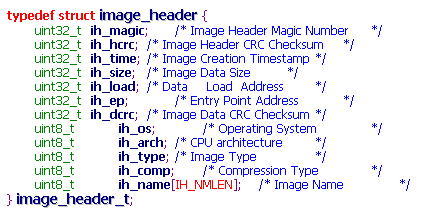 typedef struct image_header {
uint32_t ih_magic; /* Image Header Magic Number */
uint32_t ih_hcrc; /* Image Header CRC Checksum */
uint32_t ih_time; /* Image Creation Timestamp */
uint32_t ih_size; /* Image Data Size */
uint32_t ih_load; /* Data Load Address */
uint32_t ih_ep; /* Entry Point Address */
uint32_t ih_dcrc; /* Image Data CRC Checksum */
uint8_t ih_os; /* Operating System */
uint8_t ih_arch; /* CPU architecture */
uint8_t ih_type; /* Image Type */
uint8_t ih_comp; /* Compression Type */
uint8_t ih_name[IH_NMLEN]; /* Image Name */
} image_header_t;